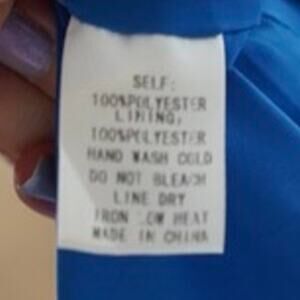 SELF:
100%POLYESTER
LINING,
100%POLYESTER
HAND WASH COLD
DO NOT BLEACH
LINE DRY
IRON LOW HEAT
MADE IN CHINA